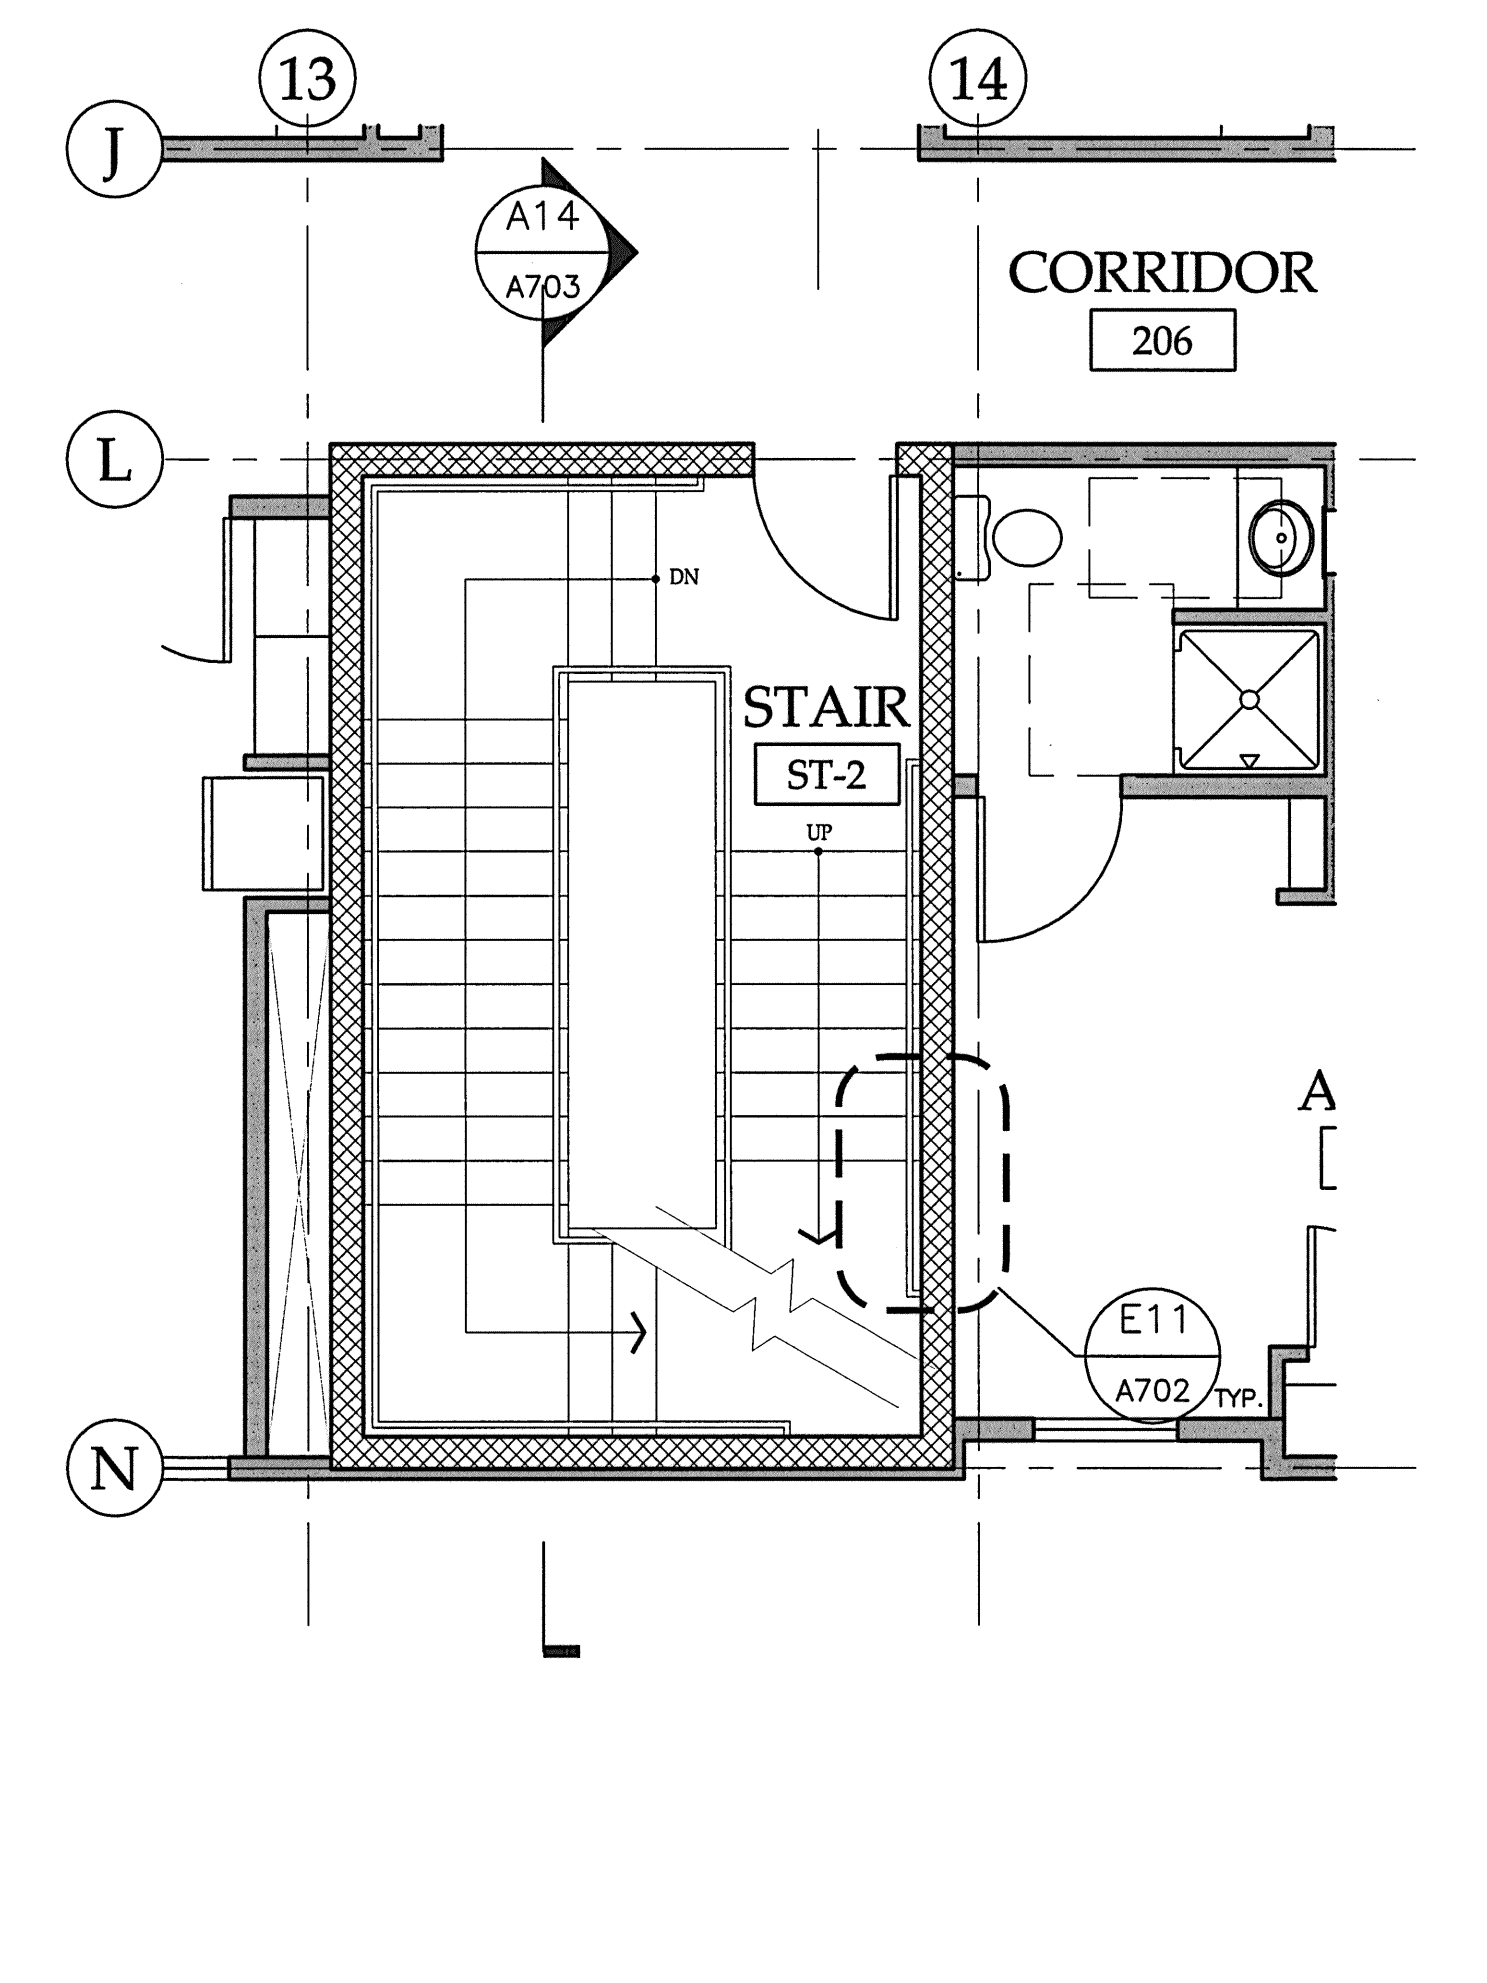 13
14
J
A14
A703
CORRIDOR
206
L
DN
STAIR
ST-2
UP
A
E11
A702
TYP.
N